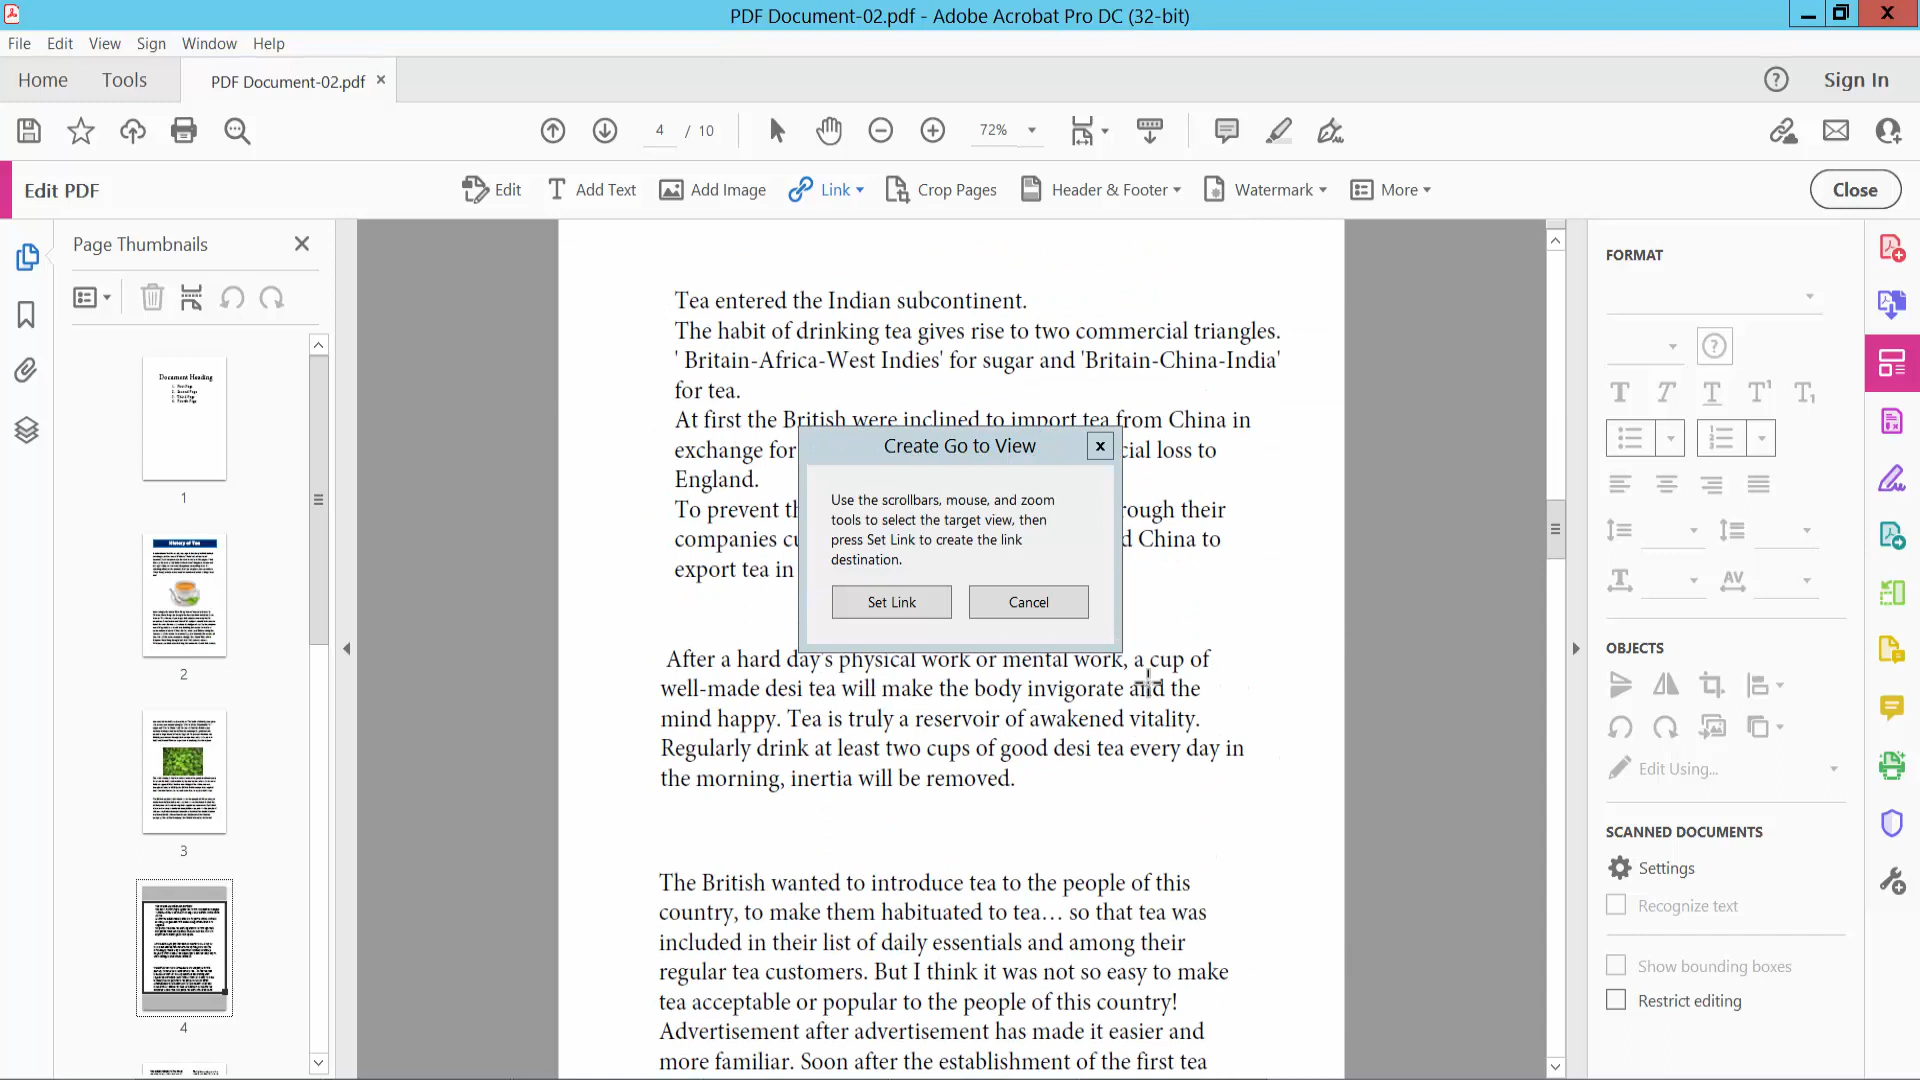 PDF Document-02.pdf - Adobe Acrobat Pro DC (32-bit)
File Edit View Sign Window Help
Home Tools PDF Document-02.pdf × ? Sign In
4 / 10 72%
Edit PDF Edit Add Text Add Image Link Crop Pages Header & Footer Watermark More Close
Page Thumbnails
Document Heading
1
History of Tea
2
3
4
Tea entered the Indian subcontinent.
The habit of drinking tea gives rise to two commercial triangles.
' Britain-Africa-West Indies' for sugar and 'Britain-China-India'
for tea.
At first the British were inclined to import tea from China in
exchange for cial loss to
England.
To prevent th rough their
companies cu d China to
export tea in
Create Go to View
x
Use the scrollbars, mouse, and zoom
tools to select the target view, then
press Set Link to create the link
destination.
Set Link Cancel
After a hard day's physical work or mental work, a cup of
well-made desi tea will make the body invigorate and the
mind happy. Tea is truly a reservoir of awakened vitality.
Regularly drink at least two cups of good desi tea every day in
the morning, inertia will be removed.
The British wanted to introduce tea to the people of this
country, to make them habituated to tea... so that tea was
included in their list of daily essentials and among their
regular tea customers. But I think it was not so easy to make
tea acceptable or popular to the people of this country!
Advertisement after advertisement has made it easier and
more familiar. Soon after the establishment of the first tea
FORMAT
OBJECTS
Edit Using...
SCANNED DOCUMENTS
Settings
Recognize text
Show bounding boxes
Restrict editing